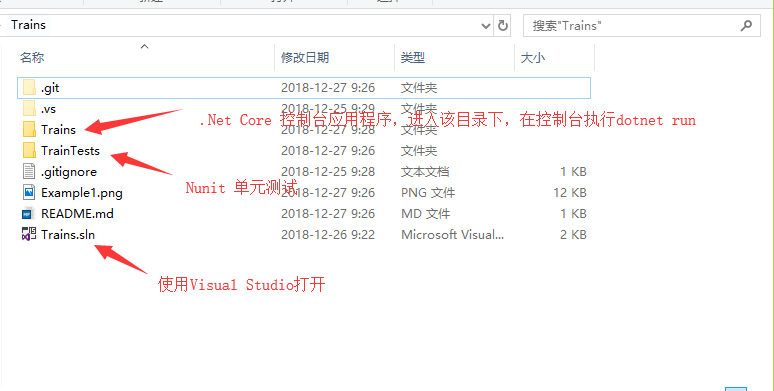 Trains
搜索"Trains"
名称 修改日期 类型 大小
.git 2018-12-27 9:26 文件夹
.vs 2018-12-25 9:29 文件夹
.Net Core 控制台应用程序，进入该目录下，在控制台执行dotnet run
Trains 2018-12-27 9:28 文件夹
TrainTests 2018-12-27 9:26 文件夹
.gitignore 2018-12-25 9:28 文本文档 1 KB
Nunit 单元测试
Example1.png 2018-12-27 9:26 PNG 文件 12 KB
README.md 2018-12-27 9:26 MD 文件 1 KB
Trains.sln 2018-12-26 9:22 Microsoft Visual... 2 KB
使用Visual Studio打开